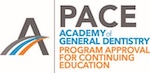 PACE
ACADEMY of
GENERAL DENTISTRY
PROGRAM APPROVAL
FOR CONTINUING
EDUCATION